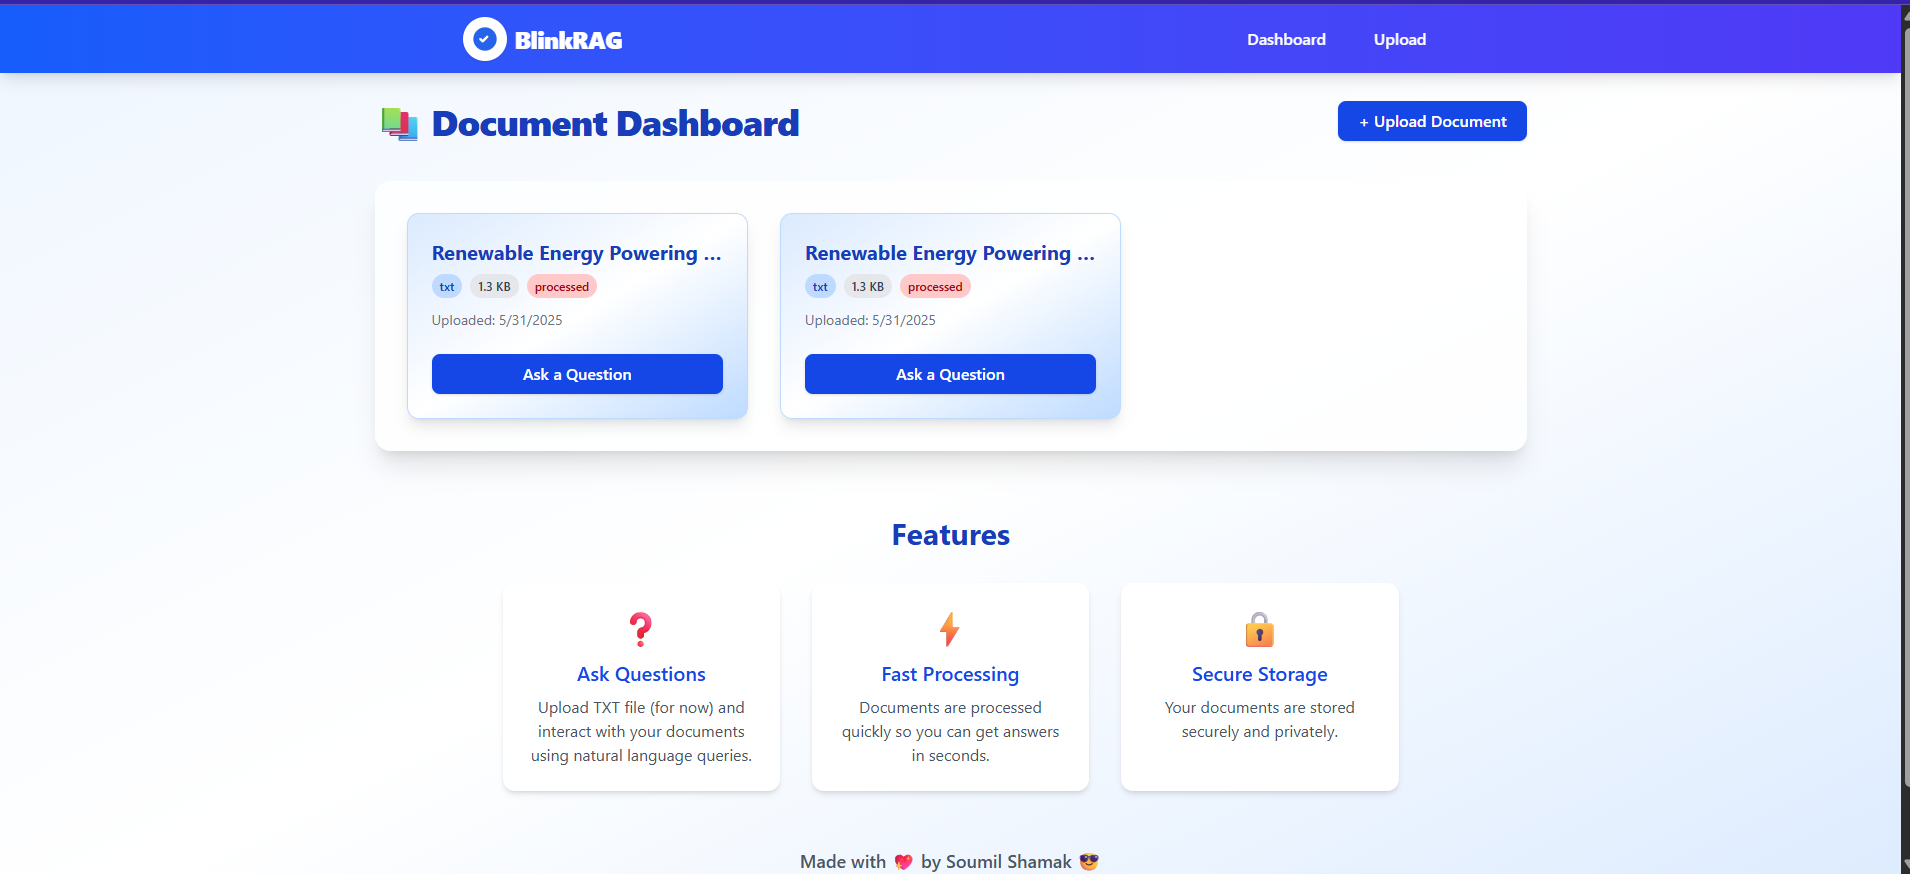 BlinkRAG
Dashboard
Upload
Document Dashboard
+ Upload Document
Renewable Energy Powering ...
txt
1.3 KB
processed
Uploaded: 5/31/2025
Ask a Question
Renewable Energy Powering ...
txt
1.3 KB
processed
Uploaded: 5/31/2025
Ask a Question
Features
Ask Questions
Upload TXT file (for now) and
interact with your documents
using natural language queries.
Fast Processing
Documents are processed
quickly so you can get answers
in seconds.
Secure Storage
Your documents are stored
securely and privately.
Made with 💖 by Soumil Shamak 😎